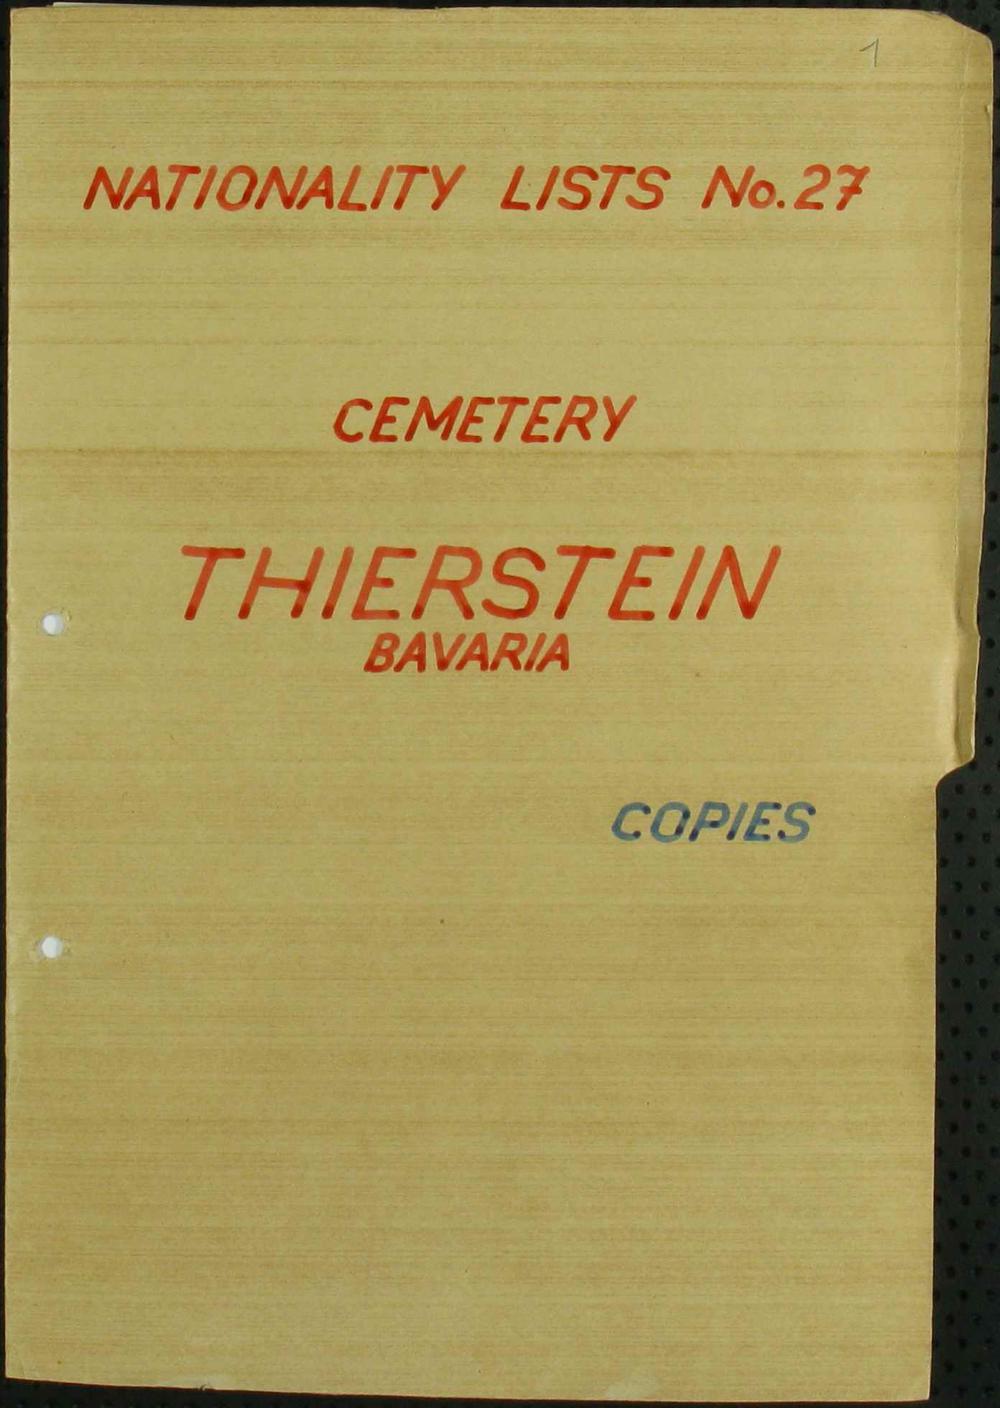 1
NATIONALITY LISTS No. 27
CEMETERY
THIERSTEIN
BAVARIA
COPIES